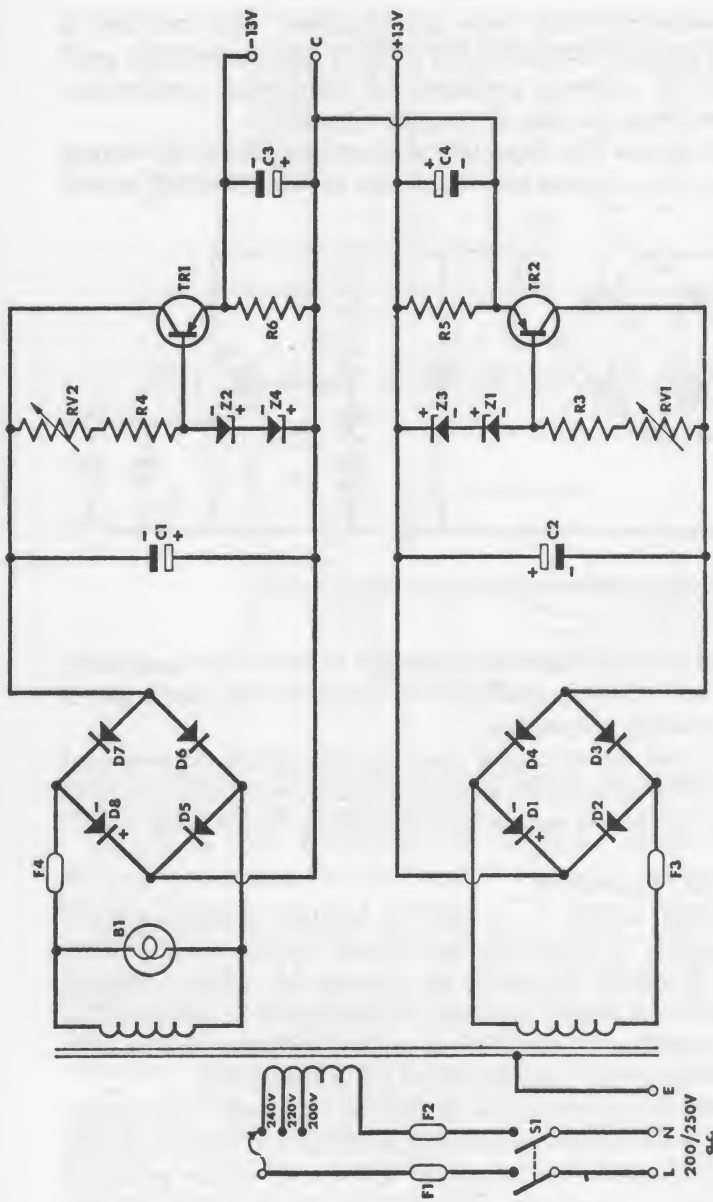 -13V
C
+13V
C3
-
+
C4
+
-
TR1
R6
R5
TR2
RV2
R4
-
Z2
+
-
Z4
+
+
Z3
-
+
Z1
-
R3
RV1
-
C1
+
+
C2
-
D7
D6
-
D8
+
D5
D4
D3
-
D1
+
D2
F4
B1
F3
240V
220V
200V
F2
F1
S1
E
N
L
200/250V
a.c.